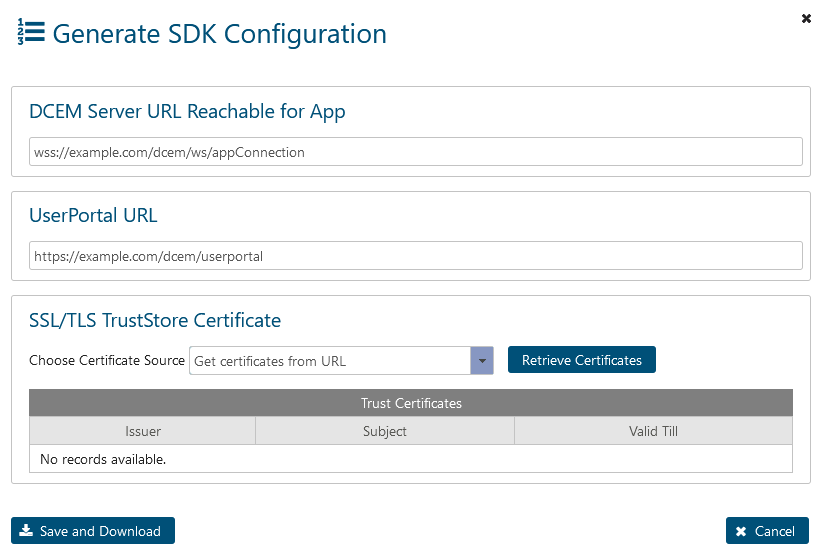 Generate SDK Configuration
DCEM Server URL Reachable for App
wss://example.com/dcem/ws/appConnection
UserPortal URL
https://example.com/dcem/userportal
SSL/TLS TrustStore Certificate
Choose Certificate Source Get certificates from URL Retrieve Certificates
Trust Certificates
Issuer Subject Valid Till
No records available.
Save and Download Cancel